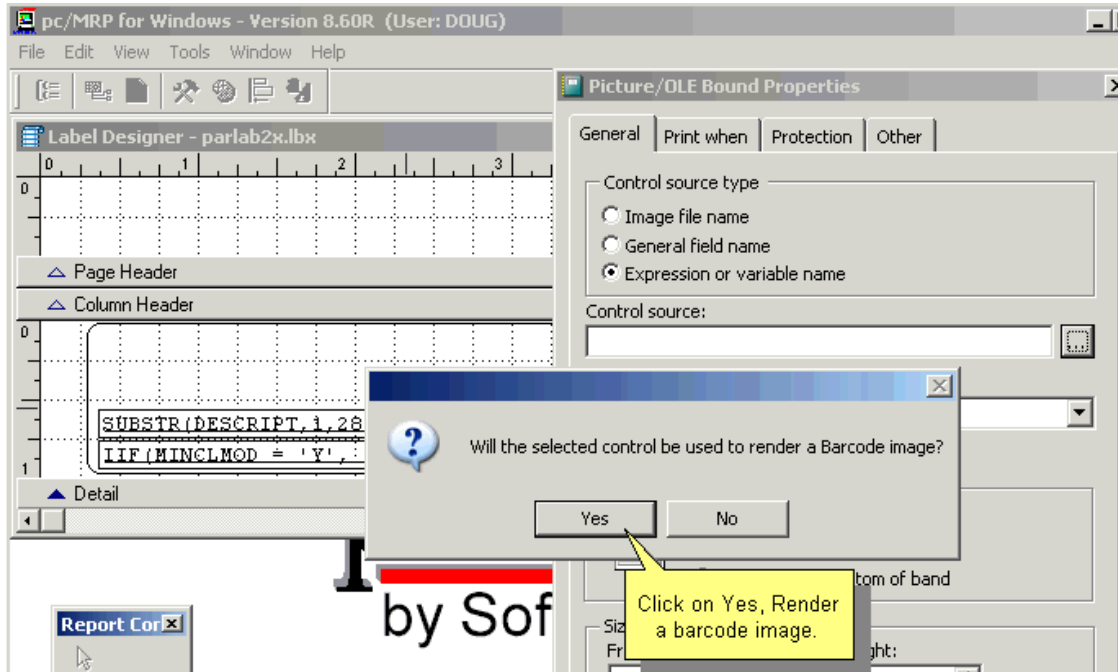 pc/MRP for Windows - Version 8.60R (User: DOUG)
File Edit View Tools Window Help
Label Designer - parlab2x.lbx
0 1 2 3
0
Page Header
Column Header
0
SUBSTR(DESCRIPT,1,28
IIF(MINCLMOD = 'Y',
1
Detail
by Sof
Report Cor
Picture/OLE Bound Properties
General Print when Protection Other
Control source type
Image file name
General field name
Expression or variable name
Control source:
...
Will the selected control be used to render a Barcode image?
Yes No
Click on Yes, Render
a barcode image.
tom of band
Siz
Fr
ght: